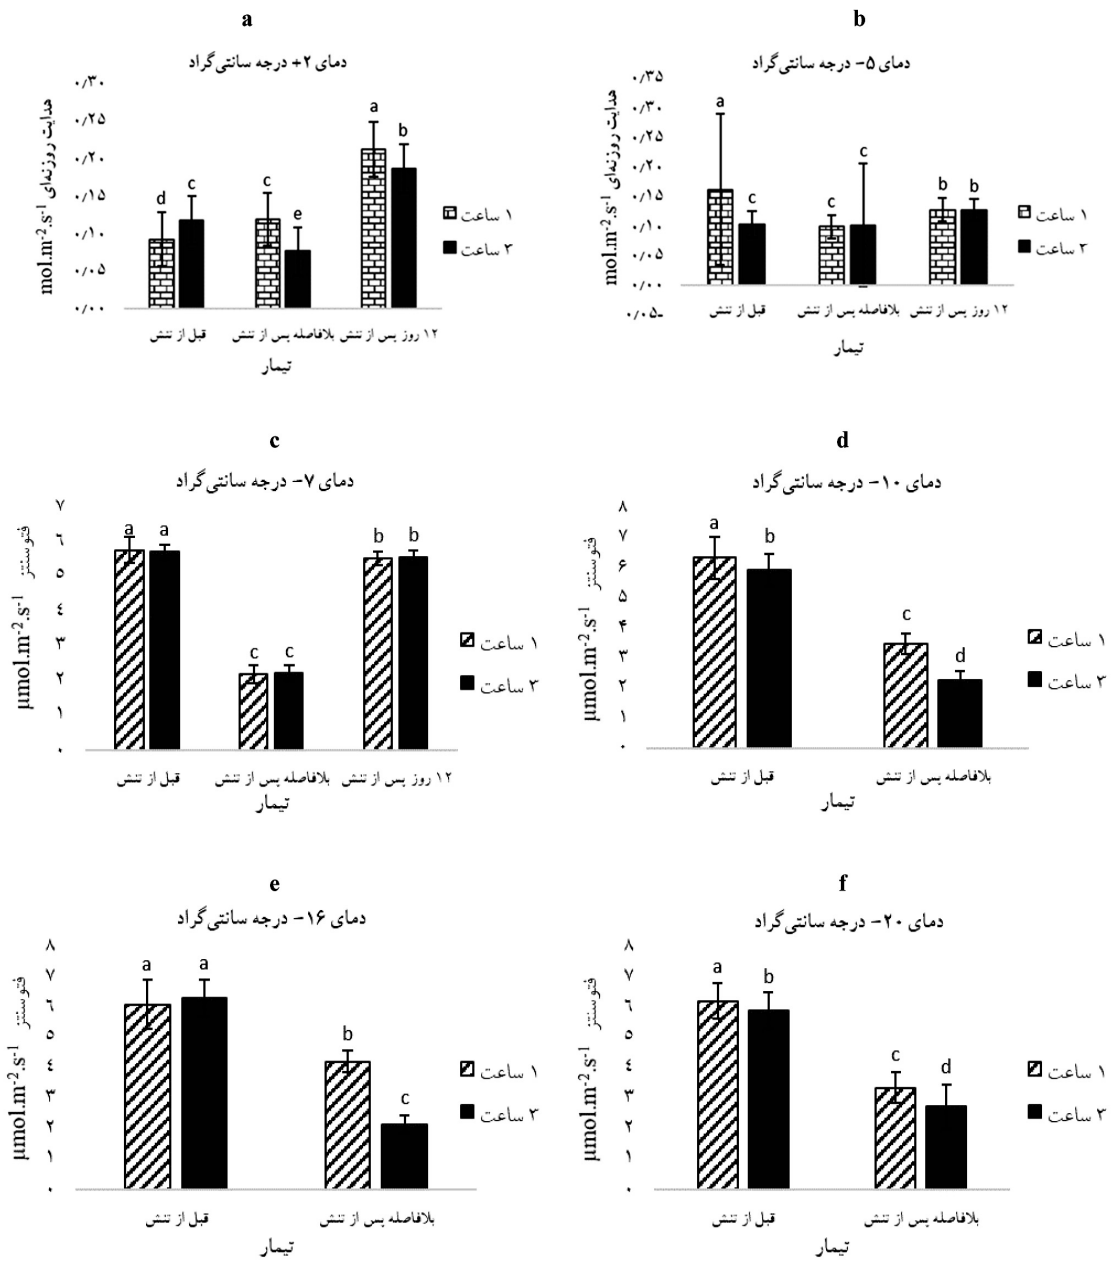 a
دمای ۲+ درجه سانتی‌گراد
هدایت روزنه‌ای mol.m-2.s-1
۰/۳۰
۰/۲۵
۰/۲۰
۰/۱۵
۰/۱۰
۰/۰۵
۰/۰۰
d
c
c
e
a
b
۱ ساعت
۳ ساعت
قبل از تنش
بلافاصله پس از تنش
۱۲ روز پس از تنش
تیمار
b
دمای ۵- درجه سانتی‌گراد
هدایت روزنه‌ای mol.m-2.s-1
۰/۳۵
۰/۳۰
۰/۲۵
۰/۲۰
۰/۱۵
۰/۱۰
۰/۰۵
۰/۰۰
۰/۰۵-
a
c
c
c
b
b
۱ ساعت
۳ ساعت
قبل از تنش
بلافاصله پس از تنش
۱۲ روز پس از تنش
تیمار
c
دمای ۷- درجه سانتی‌گراد
فتوسنتز µmol.m-2.s-1
۷
۶
۵
۴
۳
۲
۱
۰
a
a
c
c
b
b
۱ ساعت
۳ ساعت
قبل از تنش
بلافاصله پس از تنش
۱۲ روز پس از تنش
تیمار
d
دمای ۱۰- درجه سانتی‌گراد
فتوسنتز µmol.m-2.s-1
۸
۷
۶
۵
۴
۳
۲
۱
۰
a
b
c
d
۱ ساعت
۳ ساعت
قبل از تنش
بلافاصله پس از تنش
تیمار
e
دمای ۱۶- درجه سانتی‌گراد
فتوسنتز µmol.m-2.s-1
۸
۷
۶
۵
۴
۳
۲
۱
۰
a
a
b
c
۱ ساعت
۳ ساعت
قبل از تنش
بلافاصله پس از تنش
تیمار
f
دمای ۲۰- درجه سانتی‌گراد
فتوسنتز µmol.m-2.s-1
۸
۷
۶
۵
۴
۳
۲
۱
۰
a
b
c
d
۱ ساعت
۳ ساعت
قبل از تنش
بلافاصله پس از تنش
تیمار